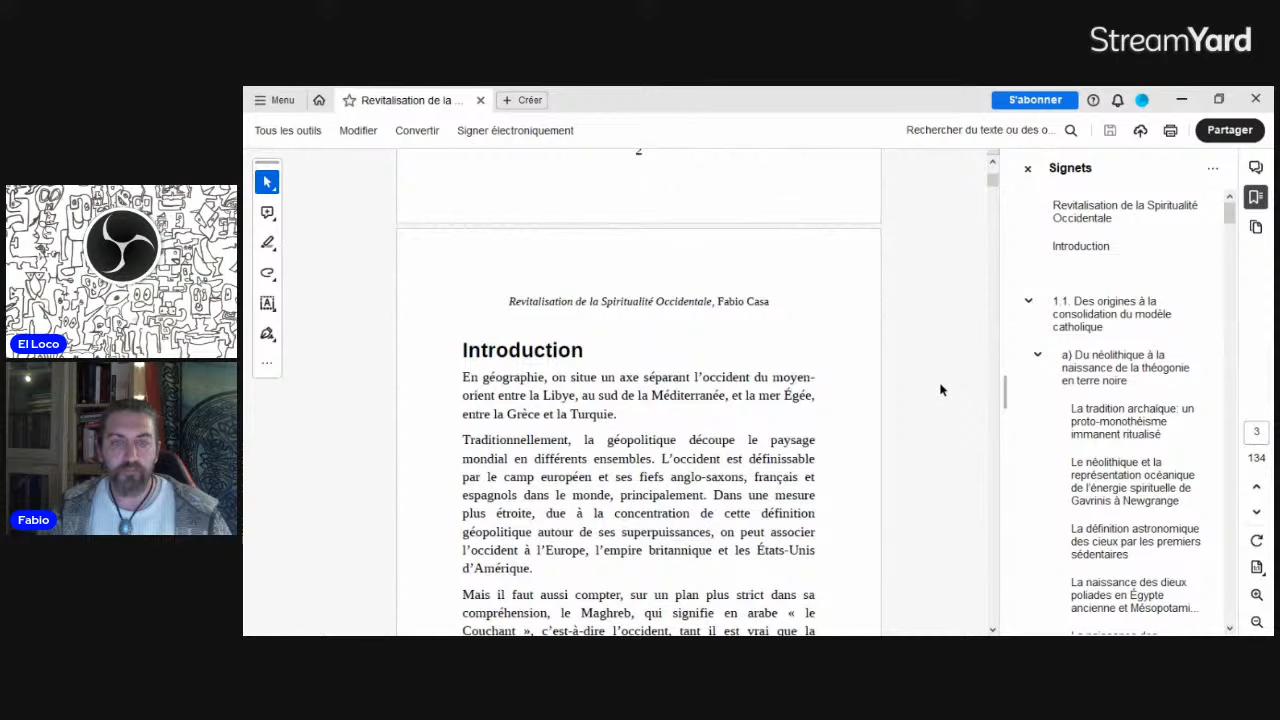 StreamYard
Menu
Revitalisation de la ...
Créer
S'abonner
Tous les outils
Modifier
Convertir
Signer électroniquement
Rechercher du texte ou des o...
Partager
2
Revitalisation de la Spiritualité Occidentale, Fabio Casa
Introduction
En géographie, on situe un axe séparant l'occident du moyen-
orient entre la Libye, au sud de la Méditerranée, et la mer Égée,
entre la Grèce et la Turquie.
Traditionnellement, la géopolitique découpe le paysage
mondial en différents ensembles. L'occident est définissable
par le camp européen et ses fiefs anglo-saxons, français et
espagnols dans le monde, principalement. Dans une mesure
plus étroite, due à la concentration de cette définition
géopolitique autour de ses superpuissances, on peut associer
l'occident à l'Europe, l'empire britannique et les États-Unis
d'Amérique.
Mais il faut aussi compter, sur un plan plus strict dans sa
compréhension, le Maghreb, qui signifie en arabe « le
Couchant », c'est-à-dire l'occident, tant il est vrai que la
Signets
Revitalisation de la Spiritualité
Occidentale
Introduction
1.1. Des origines à la
consolidation du modèle
catholique
a) Du néolithique à la
naissance de la théogonie
en terre noire
La tradition archaïque: un
proto-monothéisme
immanent ritualisé
Le néolithique et la
représentation océanique
de l'énergie spirituelle de
Gavrinis à Newgrange
La définition astronomique
des cieux par les premiers
sédentaires
La naissance des dieux
poliades en Égypte
ancienne et Mésopotami...
3
134
El Loco
Fabio